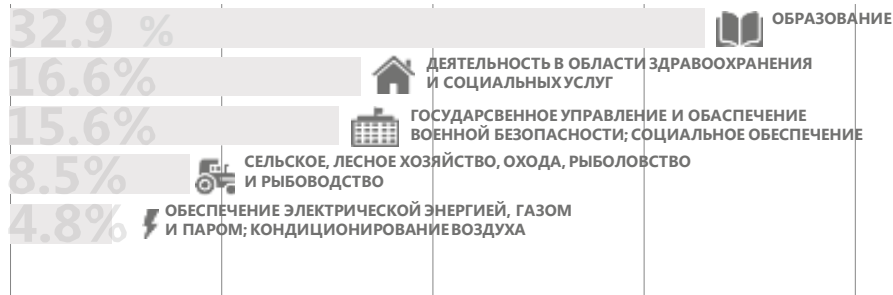 32.9 %
ОБРАЗОВАНИЕ
16.6%
ДЕЯТЕЛЬНОСТЬ В ОБЛАСТИ ЗДРАВООХРАНЕНИЯ
И СОЦИАЛЬНЫХ УСЛУГ
15.6%
ГОСУДАРСВЕННОЕ УПРАВЛЕНИЕ И ОБАСПЕЧЕНИЕ
ВОЕННОЙ БЕЗОПАСНОСТИ; СОЦИАЛЬНОЕ ОБЕСПЕЧЕНИЕ
8.5%
СЕЛЬСКОЕ, ЛЕСНОЕ ХОЗЯЙСТВО, ОХОДА, РЫБОЛОВСТВО
И РЫБОВОДСТВО
4.8%
ОБЕСПЕЧЕНИЕ ЭЛЕКТРИЧЕСКОЙ ЭНЕРГИЕЙ, ГАЗОМ
И ПАРОМ; КОНДИЦИОНИРОВАНИЕ ВОЗДУХА